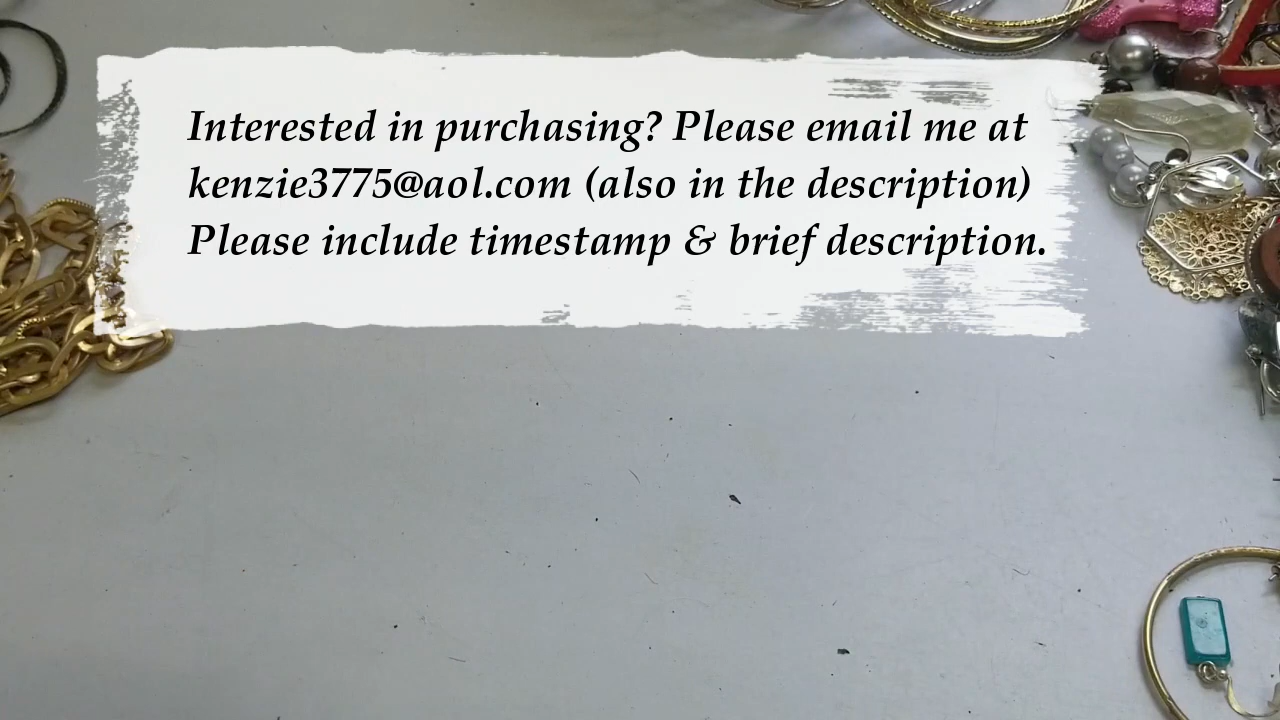 Interested in purchasing? Please email me at
kenzie3775@aol.com (also in the description)
Please include timestamp & brief description.